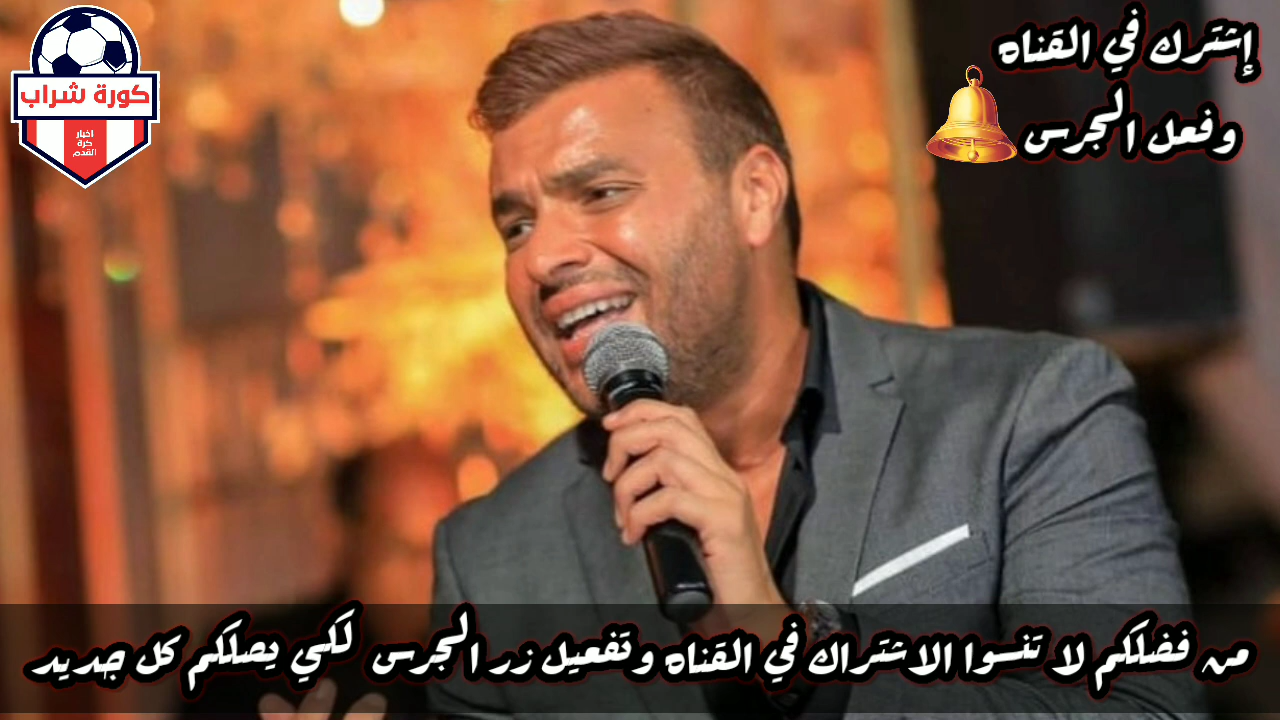 كورة شراب
اخبار
كرة
القدم
إشترك في القناه
وفعل الجرس
من فضلكم لا تنسوا الاشتراك في القناه وتفعيل زر الجرس لكي يصلكم كل جديد